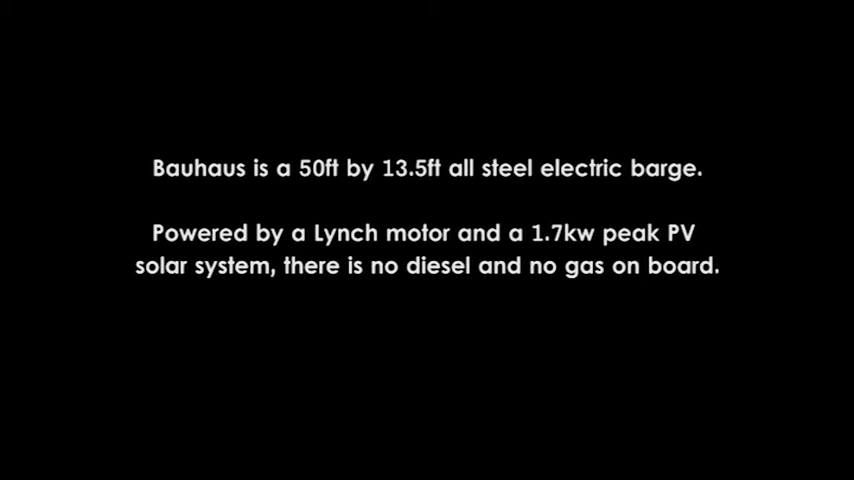 Bauhaus is a 50ft by 13.5ft all steel electric barge.
Powered by a Lynch motor and a 1.7kw peak PV
solar system, there is no diesel and no gas on board.